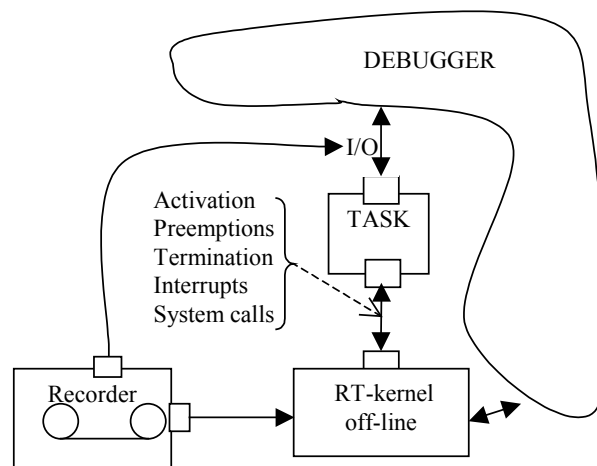 DEBUGGER
I/O
TASK
Activation
Preemptions
Termination
Interrupts
System calls
Recorder
RT-kernel
off-line